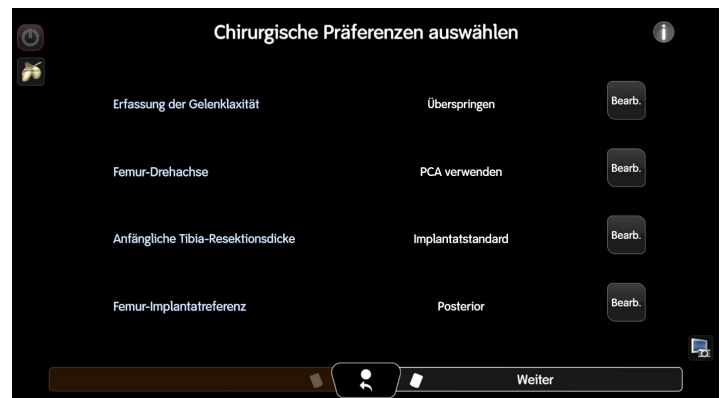 Chirurgische Präferenzen auswählen
Erfassung der Gelenklaxität Überspringen Bearb.
Femur-Drehachse PCA verwenden Bearb.
Anfängliche Tibia-Resektionsdicke Implantatstandard Bearb.
Femur-Implantatreferenz Posterior Bearb.
Weiter